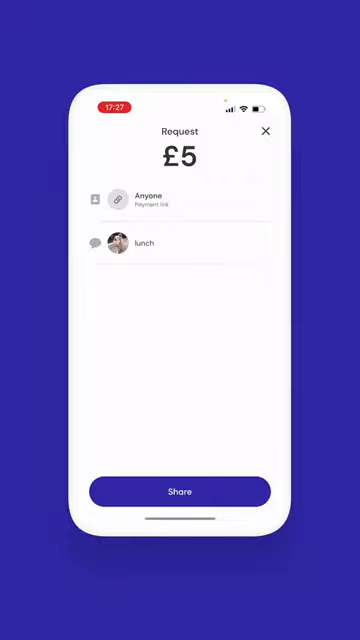 17:27
Request
£5
Anyone
Payment link
lunch
Share